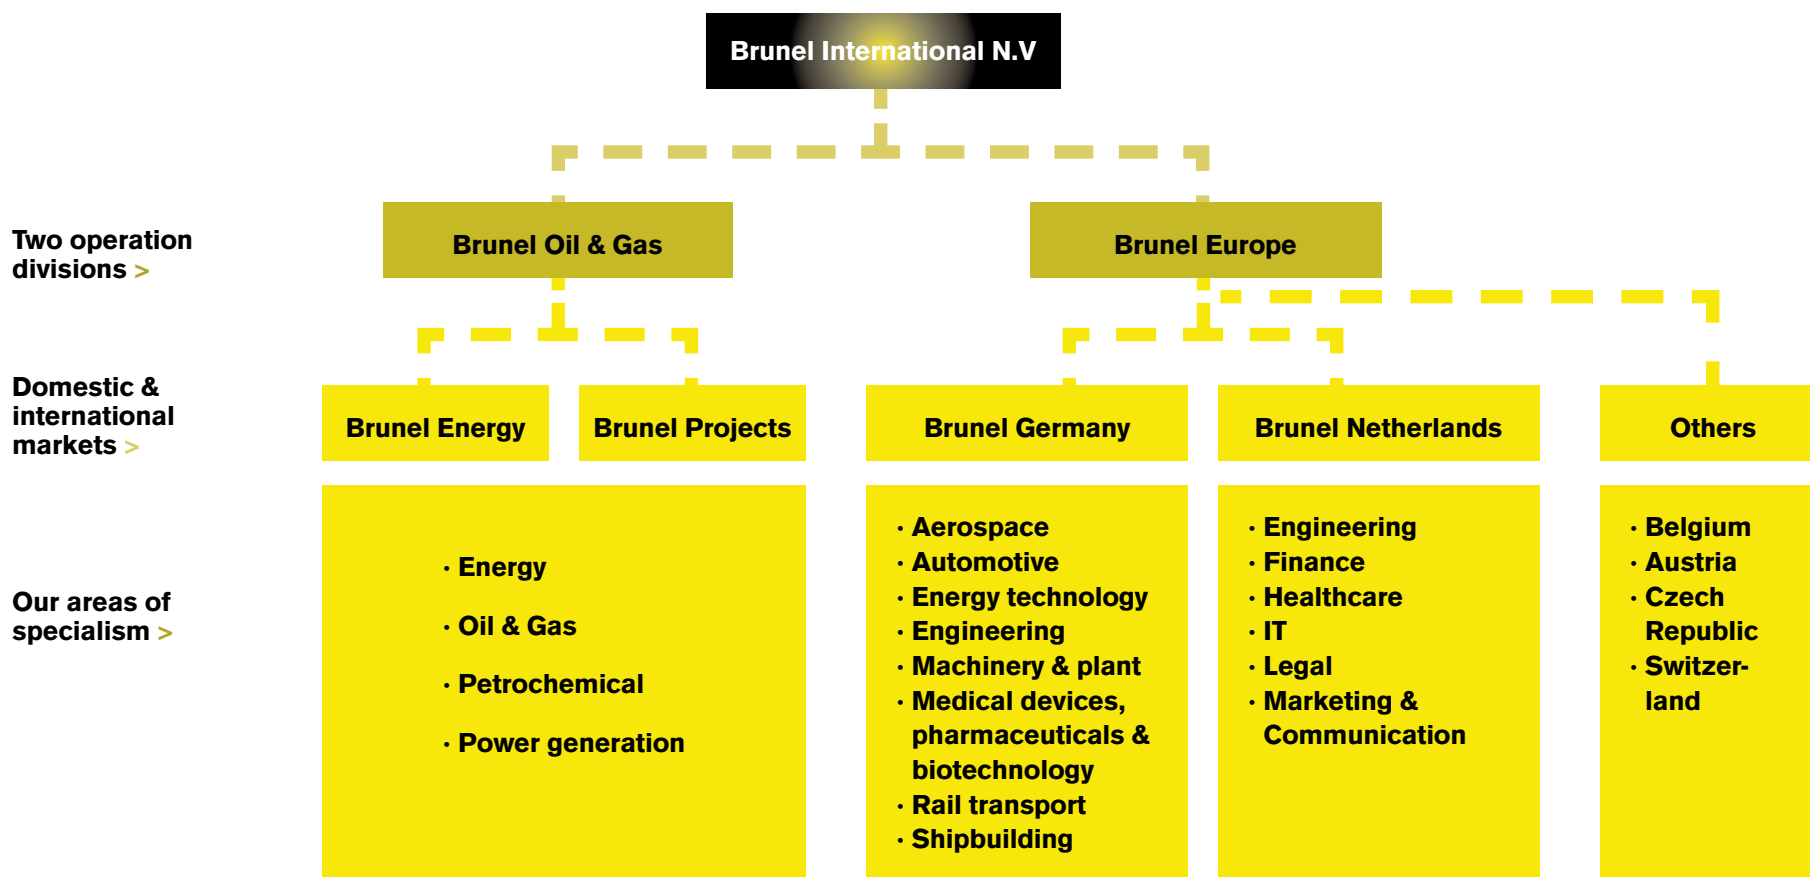 Brunel International N.V
Two operation
divisions >
Brunel Oil & Gas
Brunel Europe
Domestic &
international
markets >
Brunel Energy
Brunel Projects
Brunel Germany
Brunel Netherlands
Others
Our areas of
specialism >
· Energy
· Oil & Gas
· Petrochemical
· Power generation
· Aerospace
· Automotive
· Energy technology
· Engineering
· Machinery & plant
· Medical devices,
pharmaceuticals &
biotechnology
· Rail transport
· Shipbuilding
· Engineering
· Finance
· Healthcare
· IT
· Legal
· Marketing &
Communication
· Belgium
· Austria
· Czech
Republic
· Switzer-
land